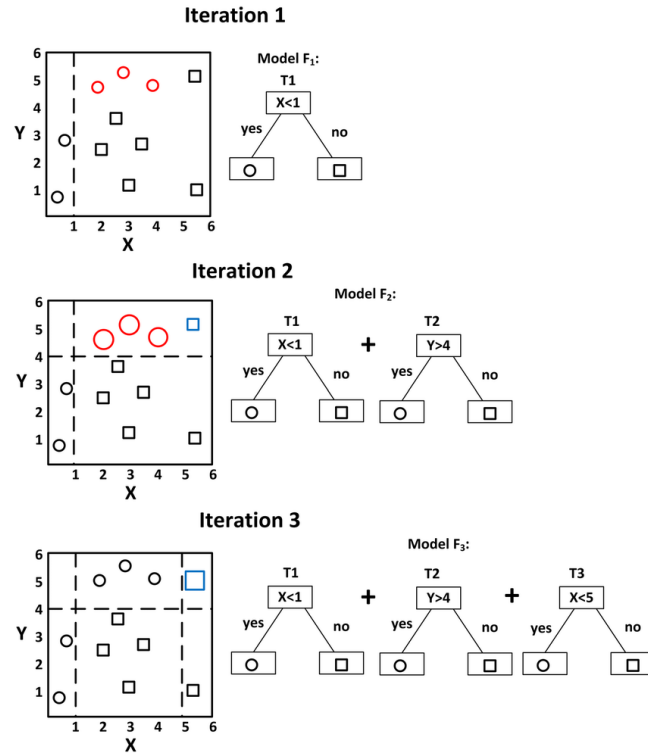 Iteration 1
Model F₁:
T1
X<1
yes
no
6
5
4
3
2
1
Y
1 2 3 4 5 6
X
Iteration 2
Model F₂:
T1
X<1
yes
no
+
T2
Y>4
yes
no
6
5
4
3
2
1
Y
1 2 3 4 5 6
X
Iteration 3
Model F₃:
T1
X<1
yes
no
+
T2
Y>4
yes
no
+
T3
X<5
yes
no
6
5
4
3
2
1
Y
1 2 3 4 5 6
X